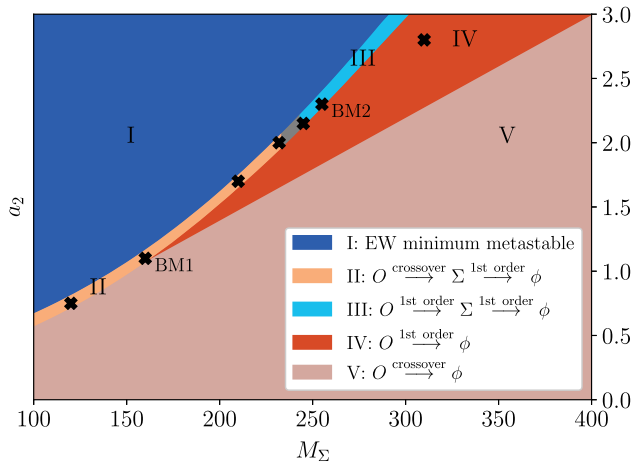 3.0
2.5
2.0
1.5
1.0
0.5
0.0
a₂
I
II
III
IV
V
BM1
BM2
I: EW minimum metastable
II: O crossover⟶ Σ 1st order⟶ ϕ
III: O 1st order⟶ Σ 1st order⟶ ϕ
IV: O 1st order⟶ ϕ
V: O crossover⟶ ϕ
100 150 200 250 300 350 400
M_Σ